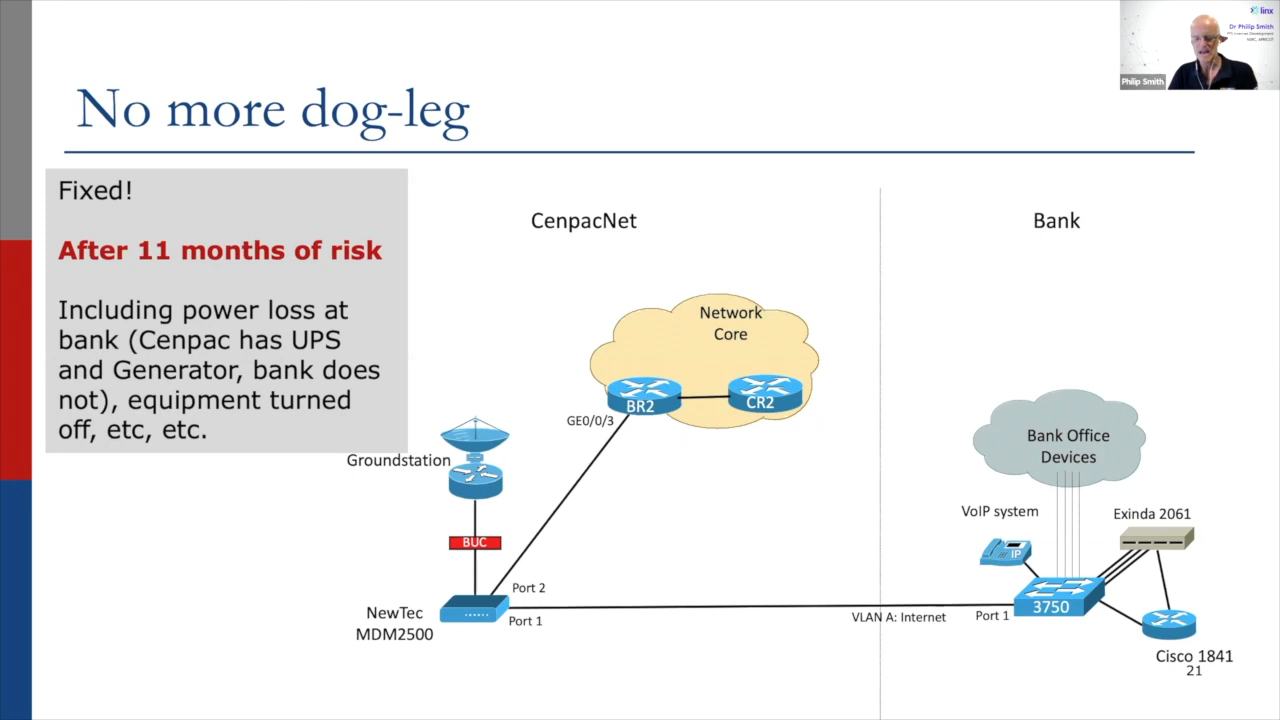 linx
Dr Philip Smith
Philip Smith
No more dog-leg
Fixed!
After 11 months of risk
Including power loss at
bank (Cenpac has UPS
and Generator, bank does
not), equipment turned
off, etc, etc.
CenpacNet
Bank
Network
Core
BR2
CR2
GE0/0/3
Groundstation
BUC
Port 2
NewTec
MDM2500
Port 1
Bank Office
Devices
VoIP system
Exinda 2061
IP
3750
VLAN A: Internet
Port 1
Cisco 1841
21